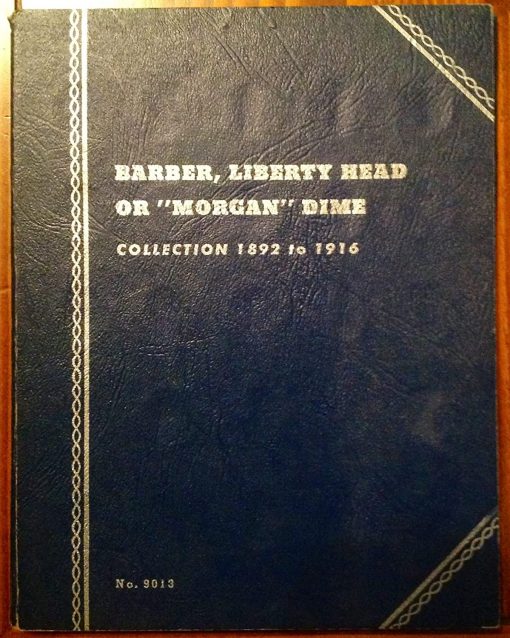 BARBER, LIBERTY HEAD
OR "MORGAN" DIME
COLLECTION 1892 to 1916
No. 9013